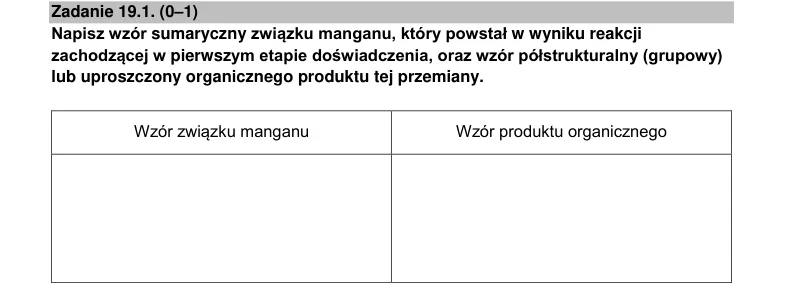 Zadanie 19.1. (0–1)
Napisz wzór sumaryczny związku manganu, który powstał w wyniku reakcji
zachodzącej w pierwszym etapie doświadczenia, oraz wzór półstrukturalny (grupowy)
lub uproszczony organicznego produktu tej przemiany.
Wzór związku manganu
Wzór produktu organicznego